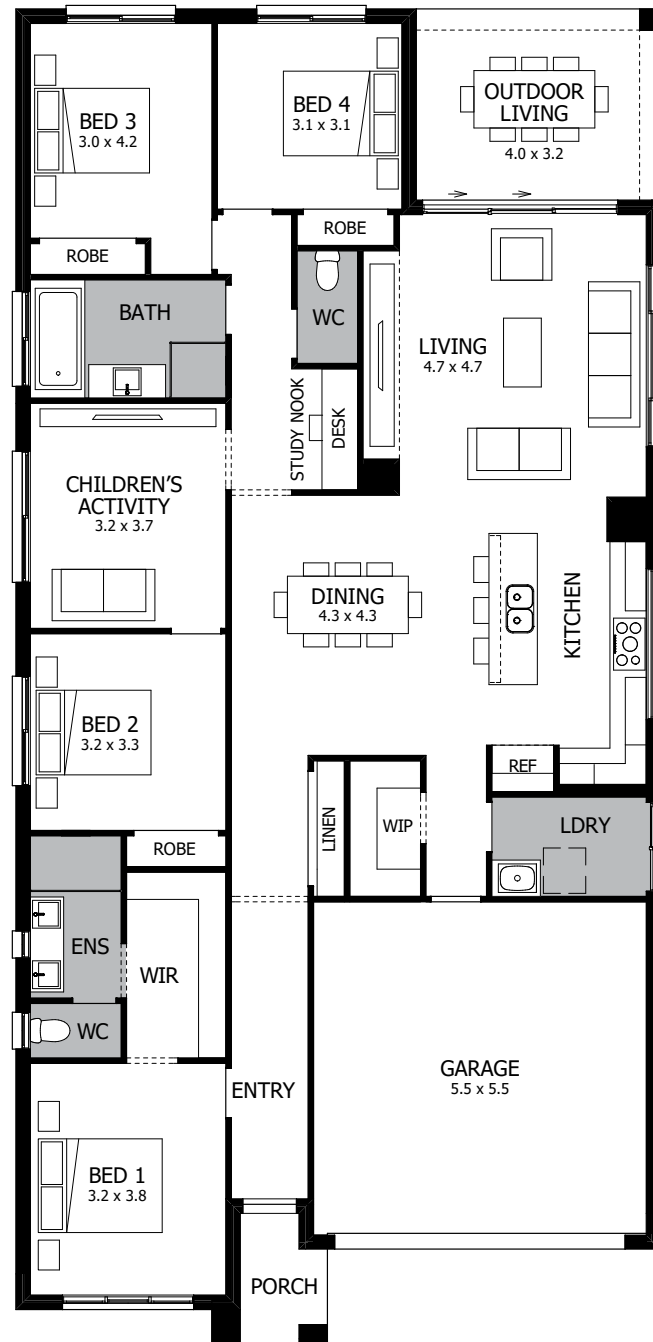 BED 3
3.0 x 4.2
BED 4
3.1 x 3.1
OUTDOOR
LIVING
4.0 x 3.2
ROBE
ROBE
BATH
WC
LIVING
4.7 x 4.7
STUDY NOOK
DESK
CHILDREN'S
ACTIVITY
3.2 x 3.7
DINING
4.3 x 4.3
KITCHEN
BED 2
3.2 x 3.3
REF
LINEN
WIP
LDRY
ROBE
ENS
WIR
WC
GARAGE
5.5 x 5.5
ENTRY
BED 1
3.2 x 3.8
PORCH